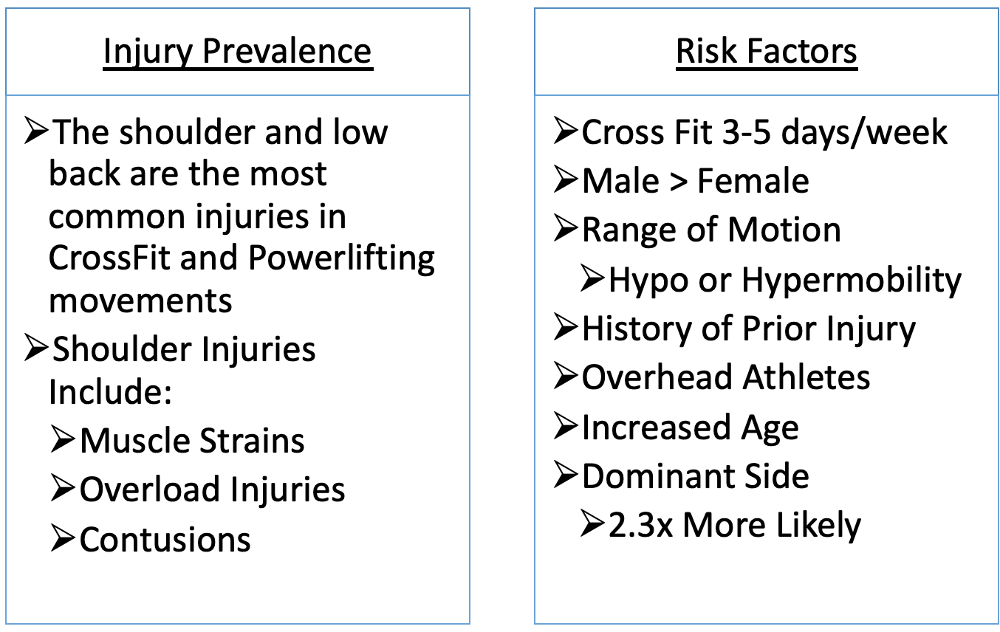 Injury Prevalence
➢The shoulder and low
back are the most
common injuries in
CrossFit and Powerlifting
movements
➢Shoulder Injuries
Include:
➢Muscle Strains
➢Overload Injuries
➢Contusions
Risk Factors
➢Cross Fit 3-5 days/week
➢Male > Female
➢Range of Motion
➢Hypo or Hypermobility
➢History of Prior Injury
➢Overhead Athletes
➢Increased Age
➢Dominant Side
➢2.3x More Likely